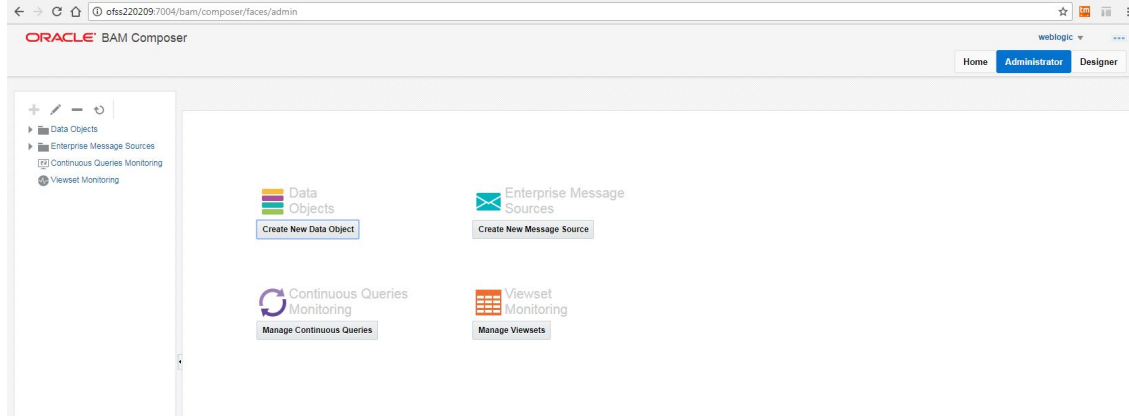 ofss220209:7004/bam/composer/faces/admin
tm
ORACLE® BAM Composer
weblogic
Home Administrator Designer
Data Objects
Enterprise Message Sources
Continuous Queries Monitoring
Viewset Monitoring
Data
Objects
Create New Data Object
Enterprise Message
Sources
Create New Message Source
Continuous Queries
Monitoring
Manage Continuous Queries
Viewset
Monitoring
Manage Viewsets